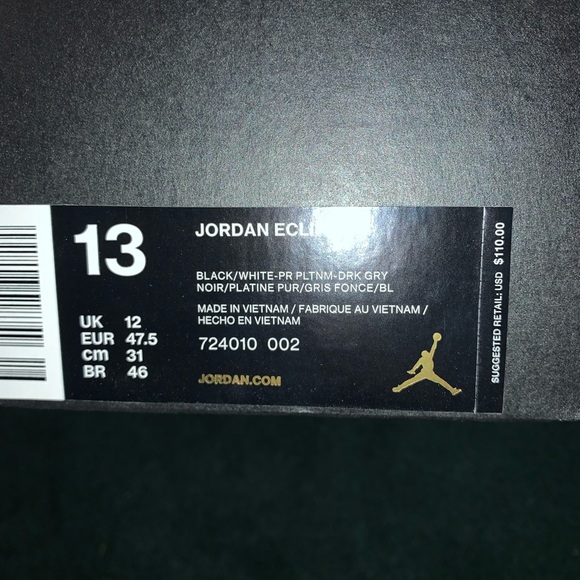 13
UK 12
EUR 47.5
cm 31
BR 46
JORDAN
BLACK/WHITE-PR PLTNM-DRK GRY
NOIR/PLATINE PUR/GRIS FONCE/BL
MADE IN VIETNAM / FABRIQUE AU VIETNAM /
HECHO EN VIETNAM
724010 002
JORDAN.COM
SUGGESTED RETAIL: USD $110.00